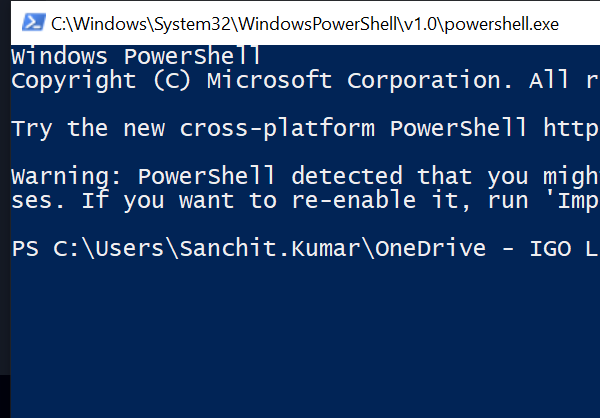 C:\Windows\System32\WindowsPowerShell\v1.0\powershell.exe
Windows PowerShell
Copyright (C) Microsoft Corporation. All r
Try the new cross-platform PowerShell http
Warning: PowerShell detected that you migh
ses. If you want to re-enable it, run 'Imp
PS C:\Users\Sanchit.Kumar\OneDrive - IGO L